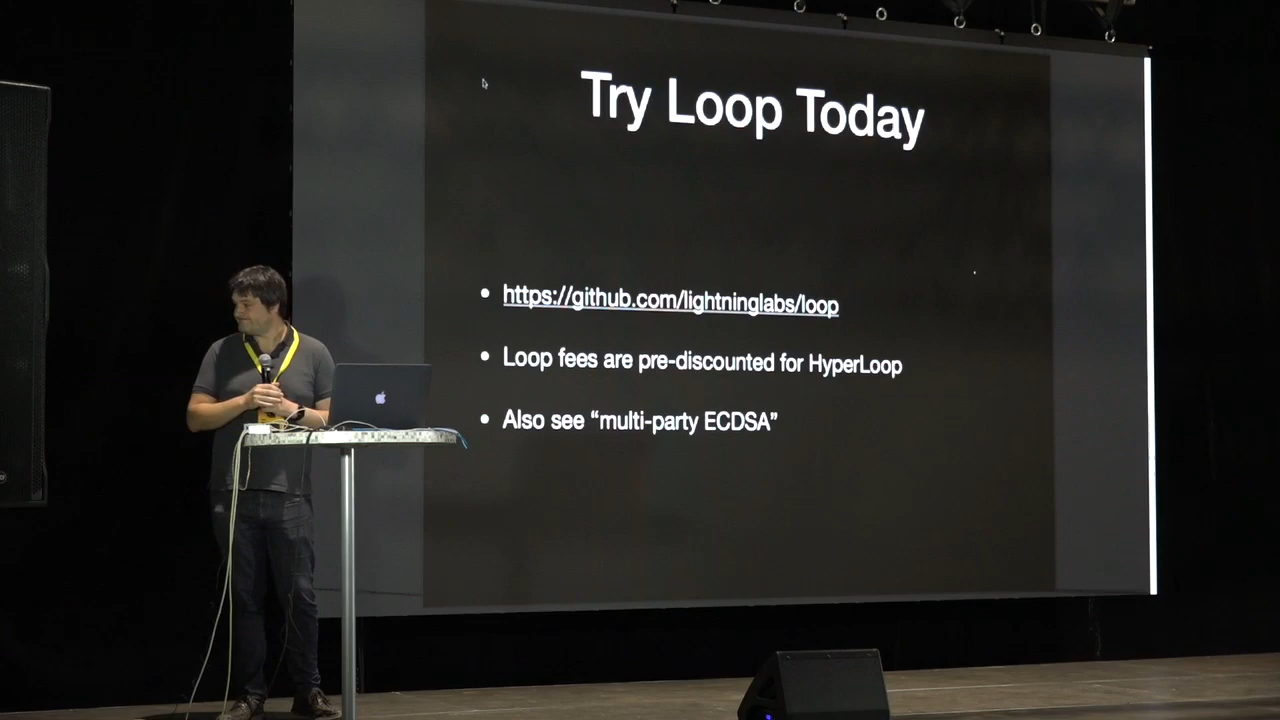 Try Loop Today
• https://github.com/lightninglabs/loop
• Loop fees are pre-discounted for HyperLoop
• Also see “multi-party ECDSA”